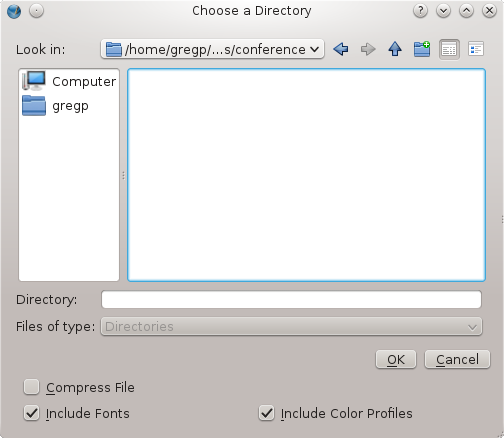 Choose a Directory
Look in: /home/gregp/...s/conference
Computer
gregp
Directory:
Files of type: Directories
OK Cancel
Compress File
Include Fonts Include Color Profiles